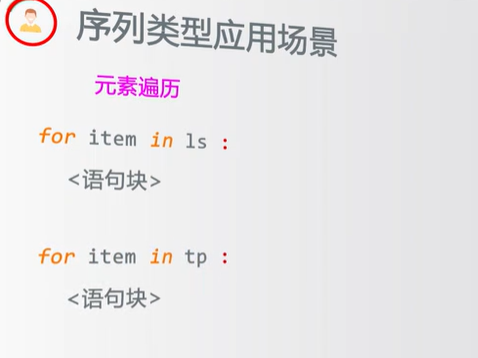 序列类型应用场景
元素遍历
for item in ls :
<语句块>
for item in tp :
<语句块>